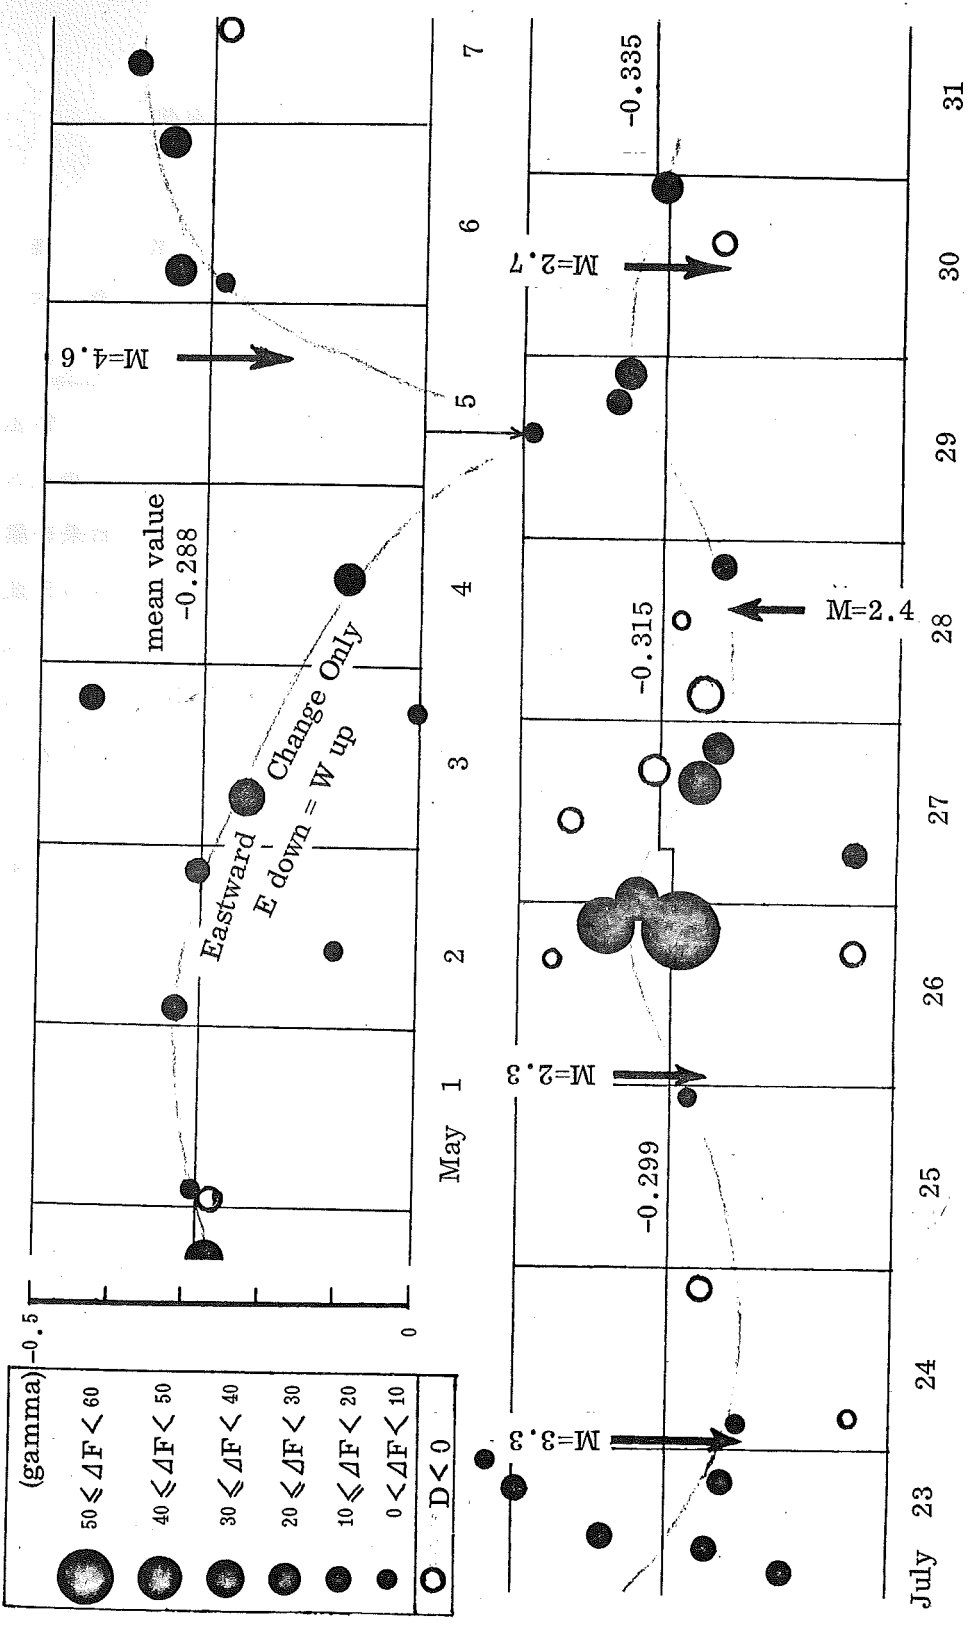 (gamma)
50 ≦ ΔF < 60
40 ≦ ΔF < 50
30 ≦ ΔF < 40
20 ≦ ΔF < 30
10 ≦ ΔF < 20
0 < ΔF < 10
D < 0
-0.5
0
mean value
-0.288
M=4.6
Eastward Change Only
E down = W up
May 1 2 3 4 5 6 7
M=3.3
-0.299
M=2.3
-0.315
M=2.4
M=2.7
-0.335
July 23 24 25 26 27 28 29 30 31